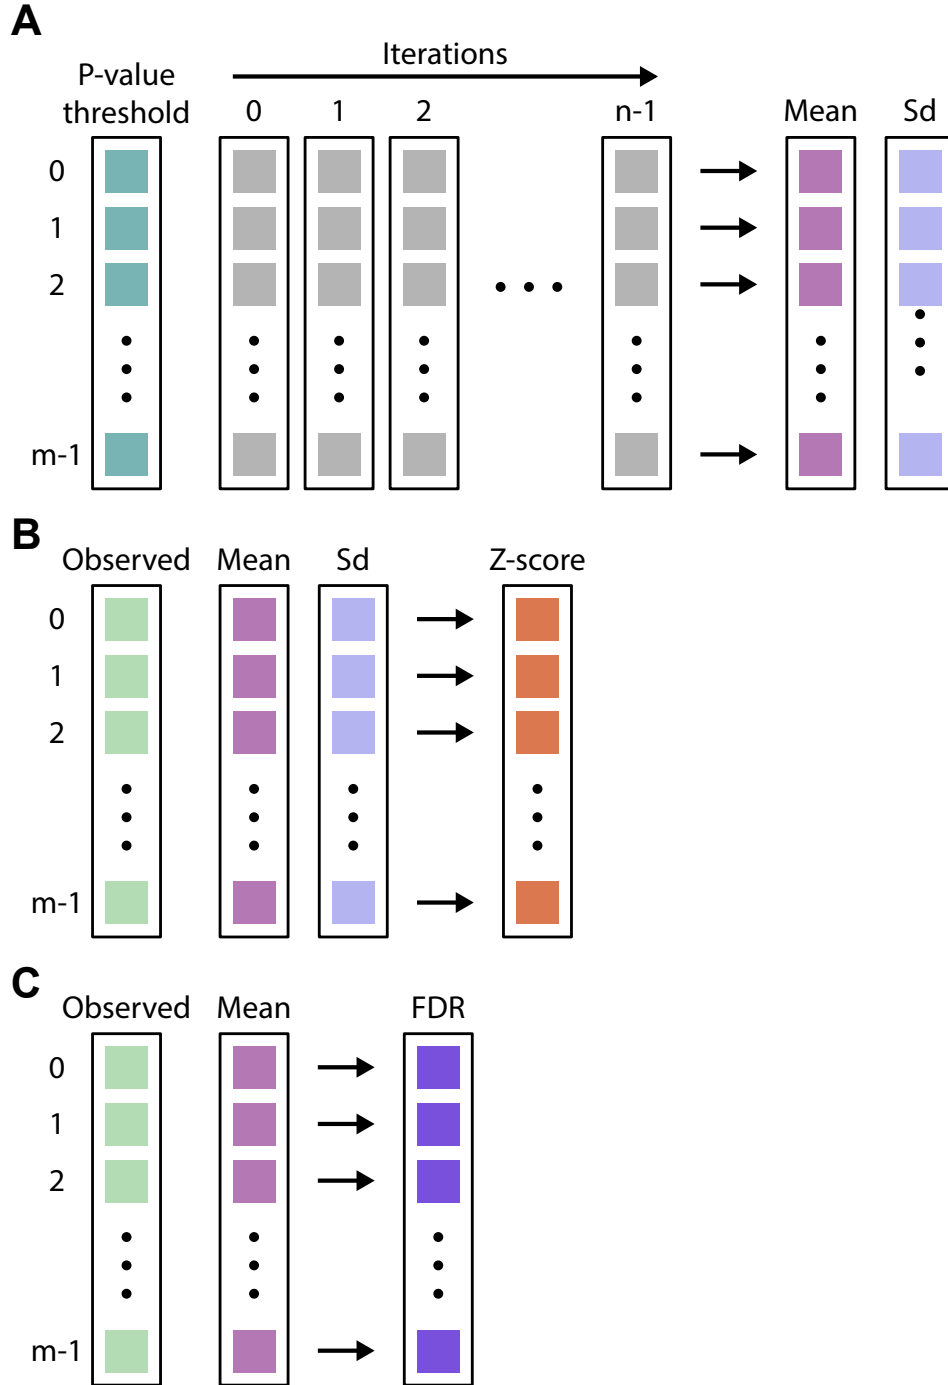 A
Iterations
P-value
threshold
0 1 2 n-1 Mean Sd
0
1
2
m-1
B
Observed Mean Sd Z-score
0
1
2
m-1
C
Observed Mean FDR
0
1
2
m-1